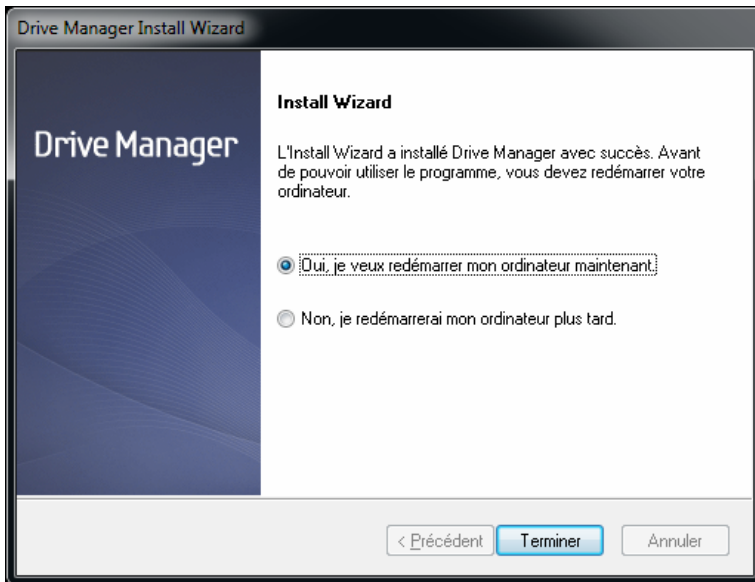 Drive Manager Install Wizard
Drive Manager
Install Wizard
L'Install Wizard a installé Drive Manager avec succès. Avant
de pouvoir utiliser le programme, vous devez redémarrer votre
ordinateur.
Oui, je veux redémarrer mon ordinateur maintenant.
Non, je redémarrerai mon ordinateur plus tard.
< Précédent
Terminer
Annuler